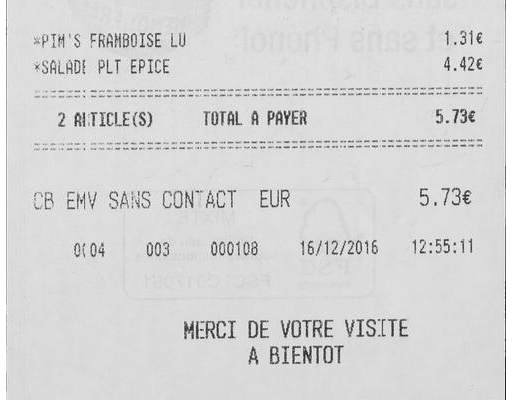 *PIM'S FRAMBOISE LU 1.31€
*SALADE PLT EPICE 4.42€
2 ARTICLE(S) TOTAL A PAYER 5.73€
CB EMV SANS CONTACT EUR 5.73€
0004 003 000108 16/12/2016 12:55:11
MERCI DE VOTRE VISITE
A BIENTOT